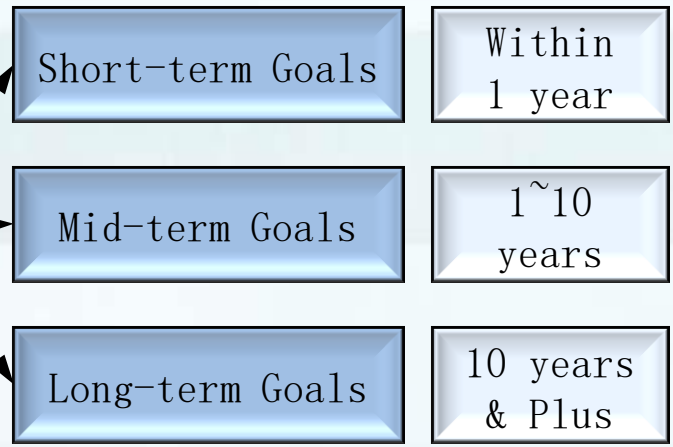 Short-term Goals
Within
1 year
Mid-term Goals
1~10
years
Long-term Goals
10 years
& Plus